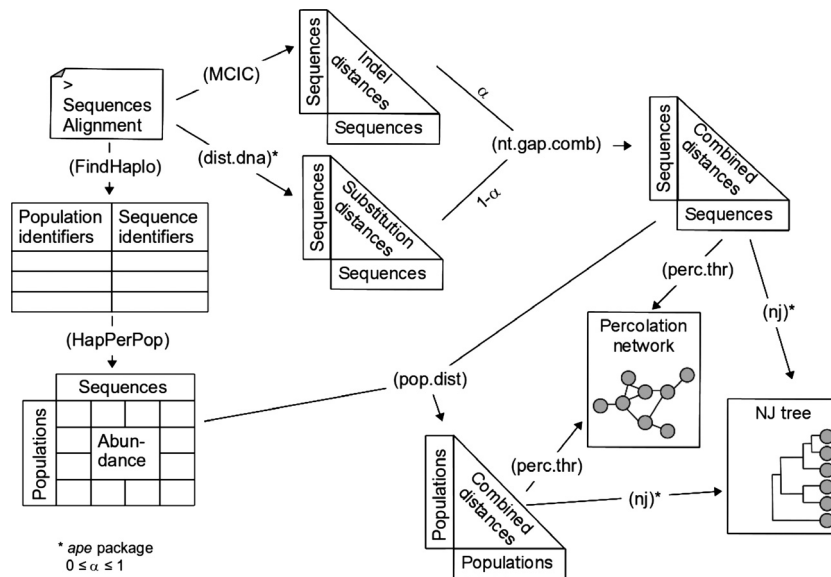 >
Sequences
Alignment
(MCIC)
Sequences
Indel
distances
Sequences
α
(FindHaplo)
(dist.dna)*
(nt.gap.comb)
Sequences
Combined
distances
Sequences
Population
identifiers
Sequence
identifiers
Sequences
Substitution
distances
Sequences
1-α
(perc.thr)
(nj)*
(HapPerPop)
Percolation
network
Sequences
Populations
Abun-
dance
(pop.dist)
NJ tree
Populations
Combined
distances
Populations
(perc.thr)
(nj)*
* ape package
0 ≤ α ≤ 1